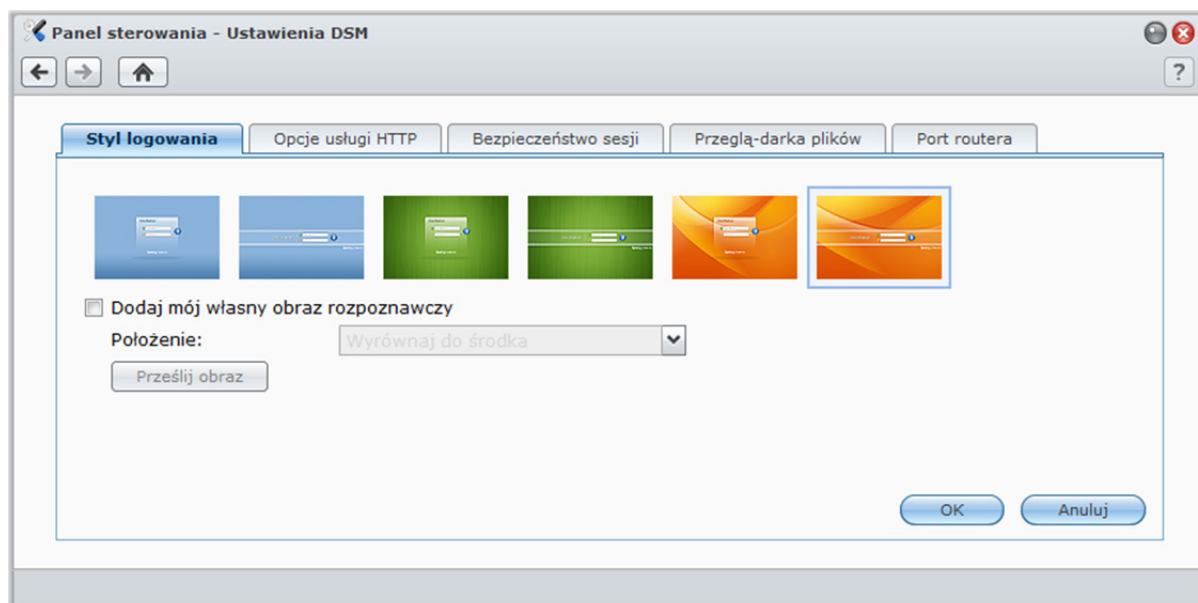 Panel sterowania - Ustawienia DSM
?
Styl logowania Opcje usługi HTTP Bezpieczeństwo sesji Przeglą-darka plików Port routera
Dodaj mój własny obraz rozpoznawczy
Położenie: Wyrównaj do środka
Prześlij obraz
OK Anuluj